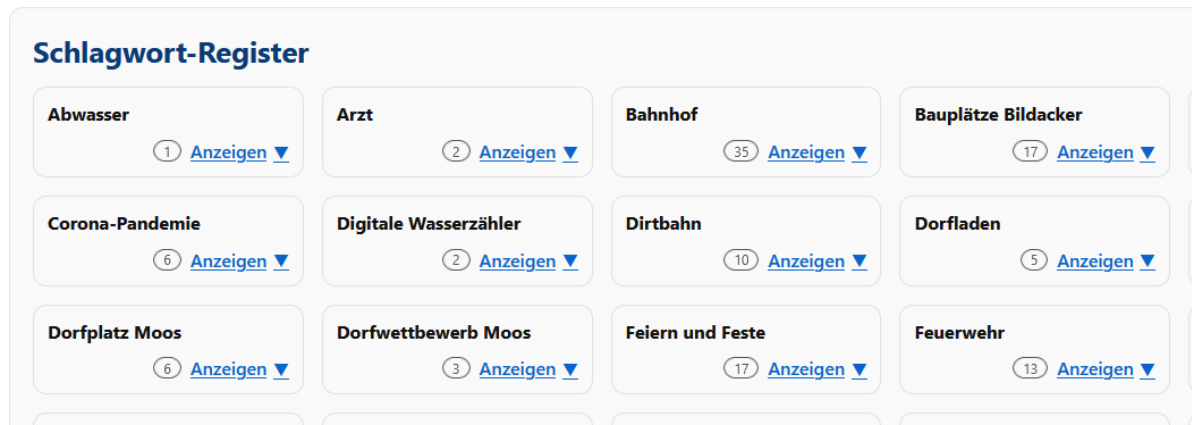 Schlagwort-Register
Abwasser
1 Anzeigen ▼
Arzt
2 Anzeigen ▼
Bahnhof
35 Anzeigen ▼
Bauplätze Bildacker
17 Anzeigen ▼
Corona-Pandemie
6 Anzeigen ▼
Digitale Wasserzähler
2 Anzeigen ▼
Dirtbahn
10 Anzeigen ▼
Dorfladen
5 Anzeigen ▼
Dorfplatz Moos
6 Anzeigen ▼
Dorfwettbewerb Moos
3 Anzeigen ▼
Feiern und Feste
17 Anzeigen ▼
Feuerwehr
13 Anzeigen ▼